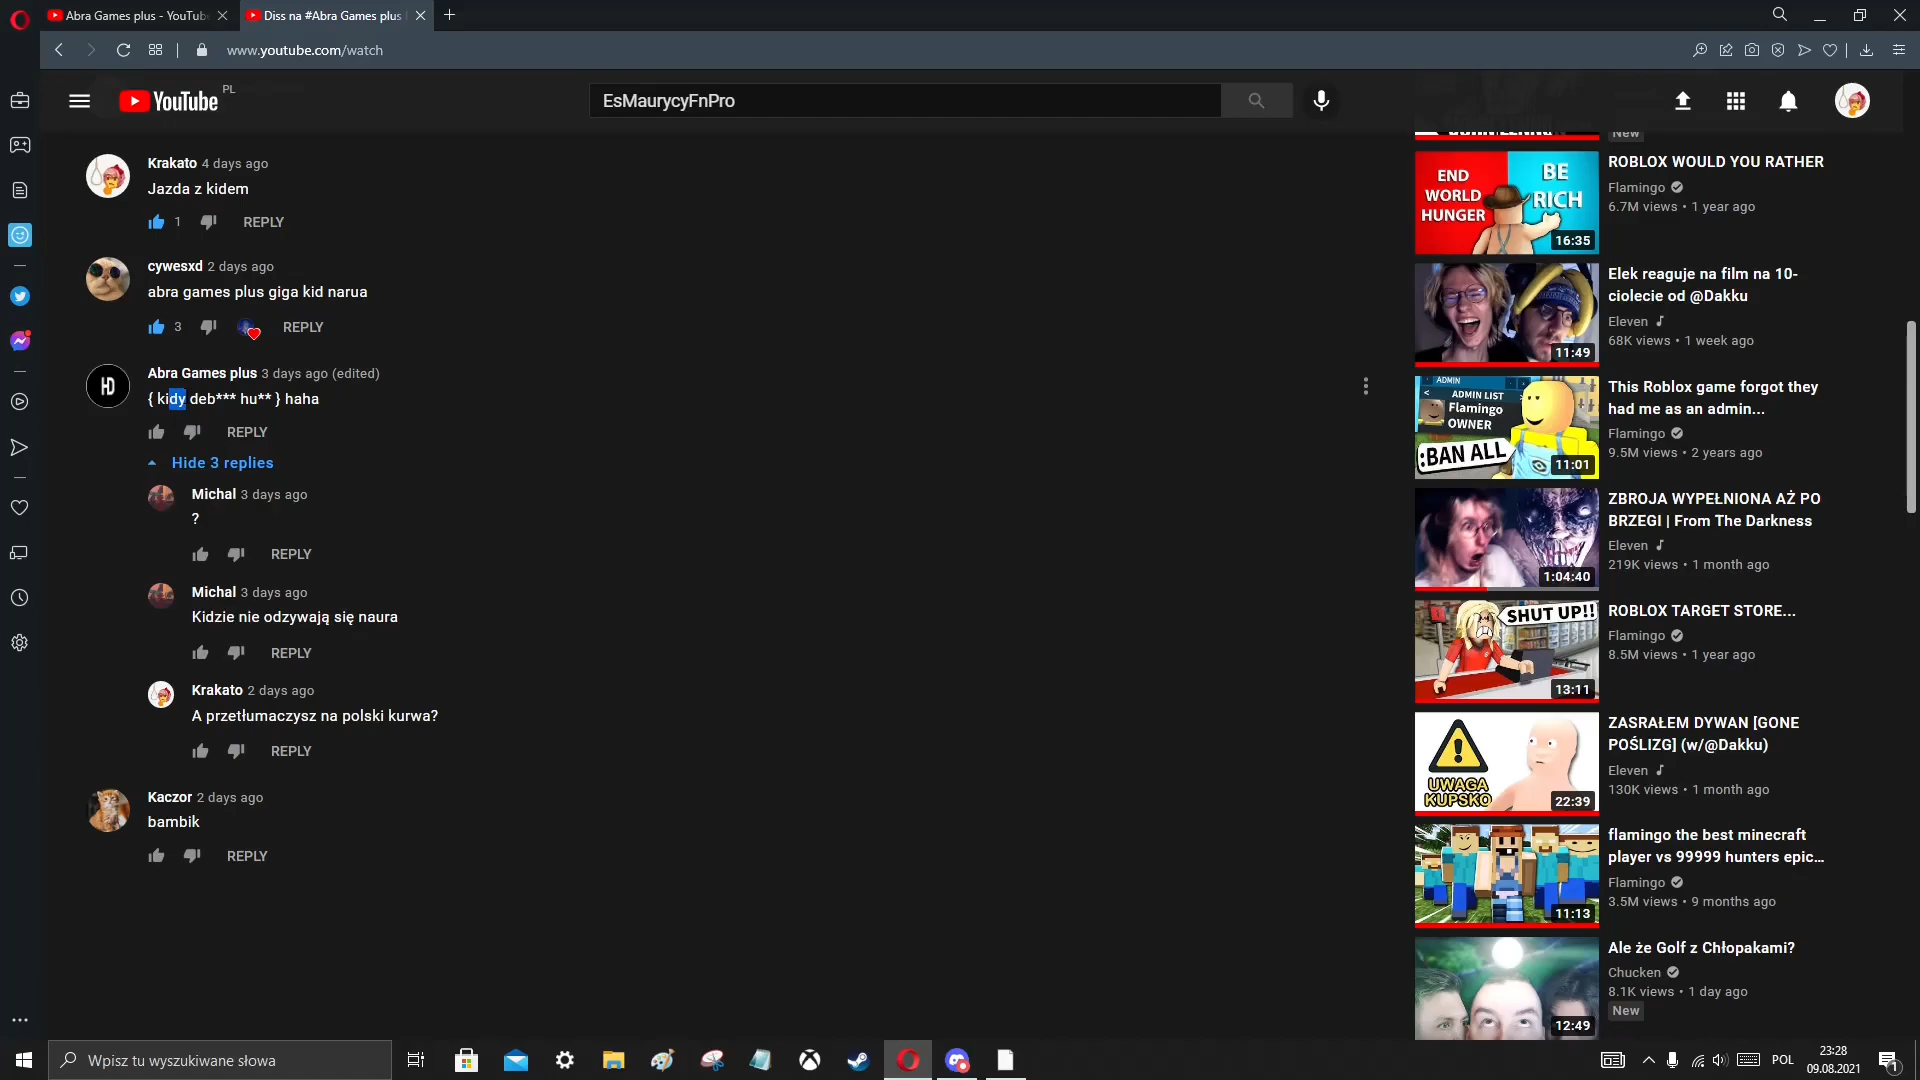 Abra Games plus - YouTub
Diss na #Abra Games plus
www.youtube.com/watch
YouTube PL
EsMaurycyFnPro
Krakato 4 days ago
Jazda z kidem
1 REPLY
cywesxd 2 days ago
abra games plus giga kid narua
3 REPLY
Abra Games plus 3 days ago (edited)
{ kidy deb*** hu** } haha
REPLY
Hide 3 replies
Michal 3 days ago
?
REPLY
Michal 3 days ago
Kidzie nie odzywają się naura
REPLY
Krakato 2 days ago
A przetłumaczysz na polski kurwa?
REPLY
Kaczor 2 days ago
bambik
REPLY
New
END
WORLD
HUNGER
BE
RICH
16:35
ROBLOX WOULD YOU RATHER
Flamingo
6.7M views • 1 year ago
11:49
Elek reaguje na film na 10-
ciolecie od @Dakku
Eleven
68K views • 1 week ago
ADMIN
ADMIN LIST
Flamingo
OWNER
:BAN ALL
11:01
This Roblox game forgot they
had me as an admin...
Flamingo
9.5M views • 2 years ago
1:04:40
ZBROJA WYPEŁNIONA AŻ PO
BRZEGI | From The Darkness
Eleven
219K views • 1 month ago
SHUT UP!!
13:11
ROBLOX TARGET STORE...
Flamingo
8.5M views • 1 year ago
UWAGA
KUPSKO
22:39
ZASRAŁEM DYWAN [GONE
POŚLIZG] (w/@Dakku)
Eleven
130K views • 1 month ago
11:13
flamingo the best minecraft
player vs 99999 hunters epic...
Flamingo
3.5M views • 9 months ago
12:49
Ale że Golf z Chłopakami?
Chucken
8.1K views • 1 day ago
New
Wpisz tu wyszukiwane słowa
POL
23:28
09.08.2021
1